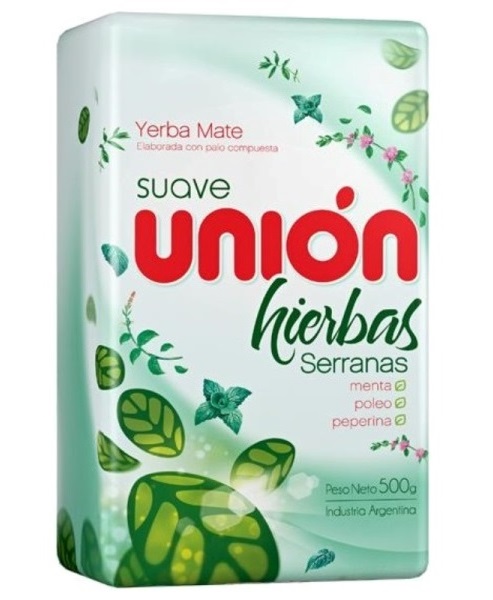 Yerba Mate
Elaborada con palo compuesta
suave
unión
hierbas
Serranas
menta
poleo
peperina
Peso Neto 500g
Industria Argentina